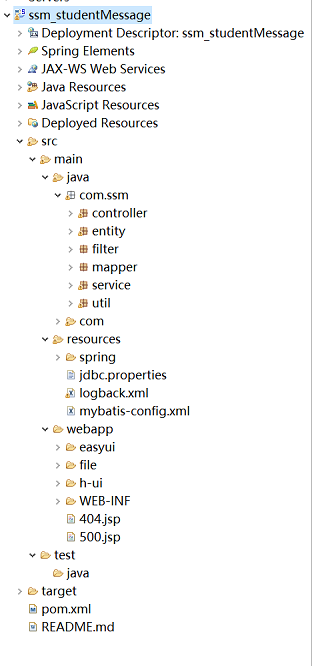 ssm_studentMessage
Deployment Descriptor: ssm_studentMessage
Spring Elements
JAX-WS Web Services
Java Resources
JavaScript Resources
Deployed Resources
src
main
java
com.ssm
controller
entity
filter
mapper
service
util
com
resources
spring
jdbc.properties
logback.xml
mybatis-config.xml
webapp
easyui
file
h-ui
WEB-INF
404.jsp
500.jsp
test
java
target
pom.xml
README.md